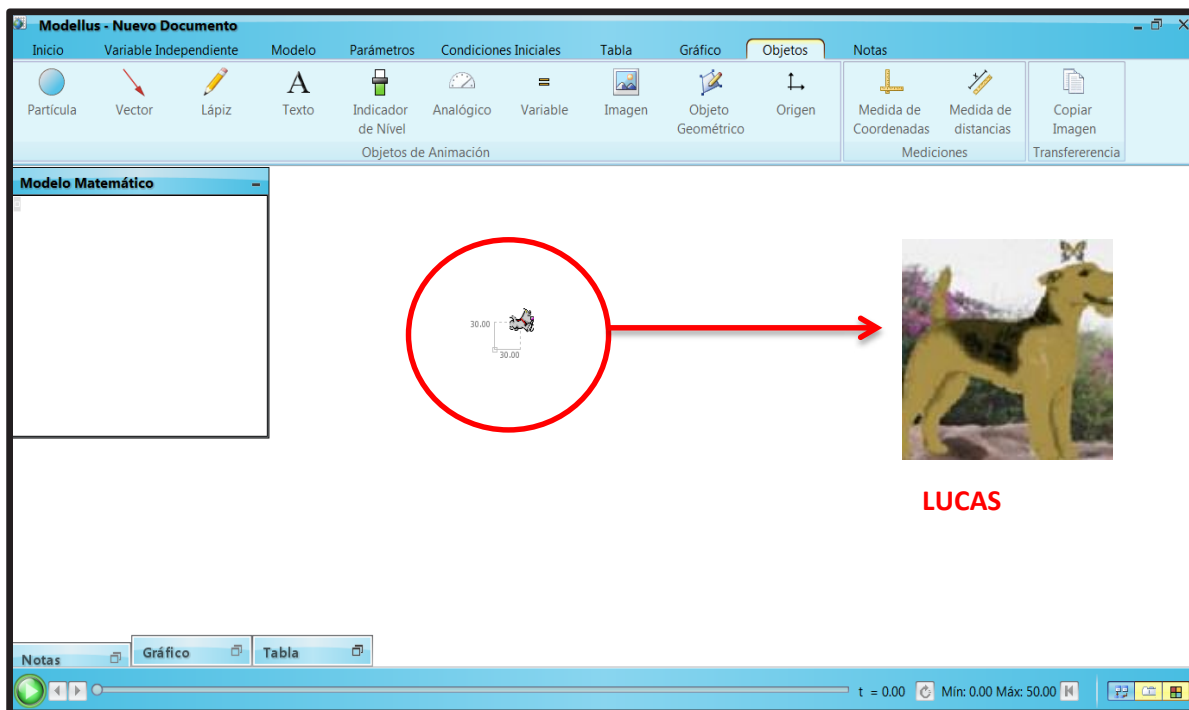 Modellus - Nuevo Documento
Inicio Variable Independiente Modelo Parámetros Condiciones Iniciales Tabla Gráfico Objetos Notas
Partícula Vector Lápiz Texto Indicador de Nivel Analógico Variable Imagen Objeto Geométrico Origen Medida de Coordenadas Medida de distancias Copiar Imagen
Objetos de Animación Mediciones Transfererencia
Modelo Matemático
30.00
30.00
LUCAS
Notas Gráfico Tabla
t = 0.00 Mín: 0.00 Máx: 50.00